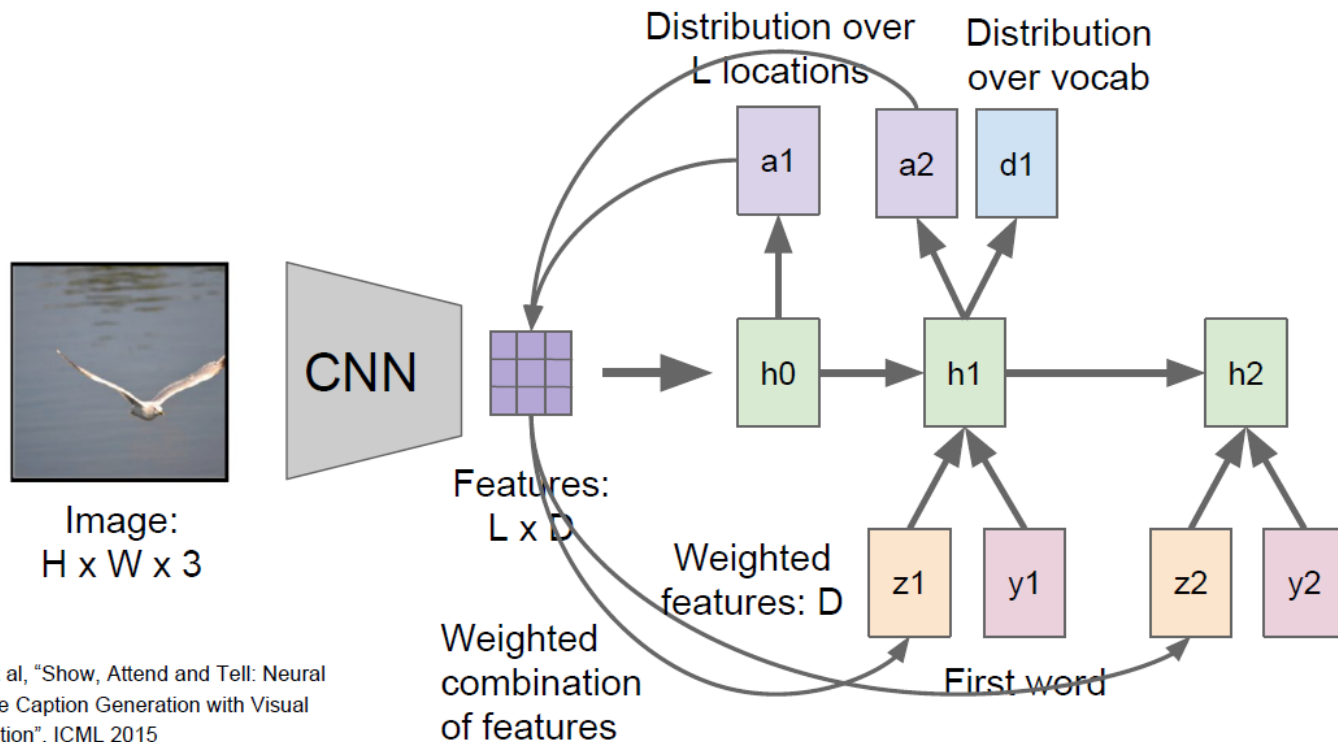 Distribution over
L locations
Distribution
over vocab
a1
a2
d1
CNN
h0
h1
h2
Features:
L x D
Image:
H x W x 3
Weighted
features: D
z1
y1
z2
y2
Weighted
combination
of features
First word
al, “Show, Attend and Tell: Neural
Caption Generation with Visual
ICML 2015